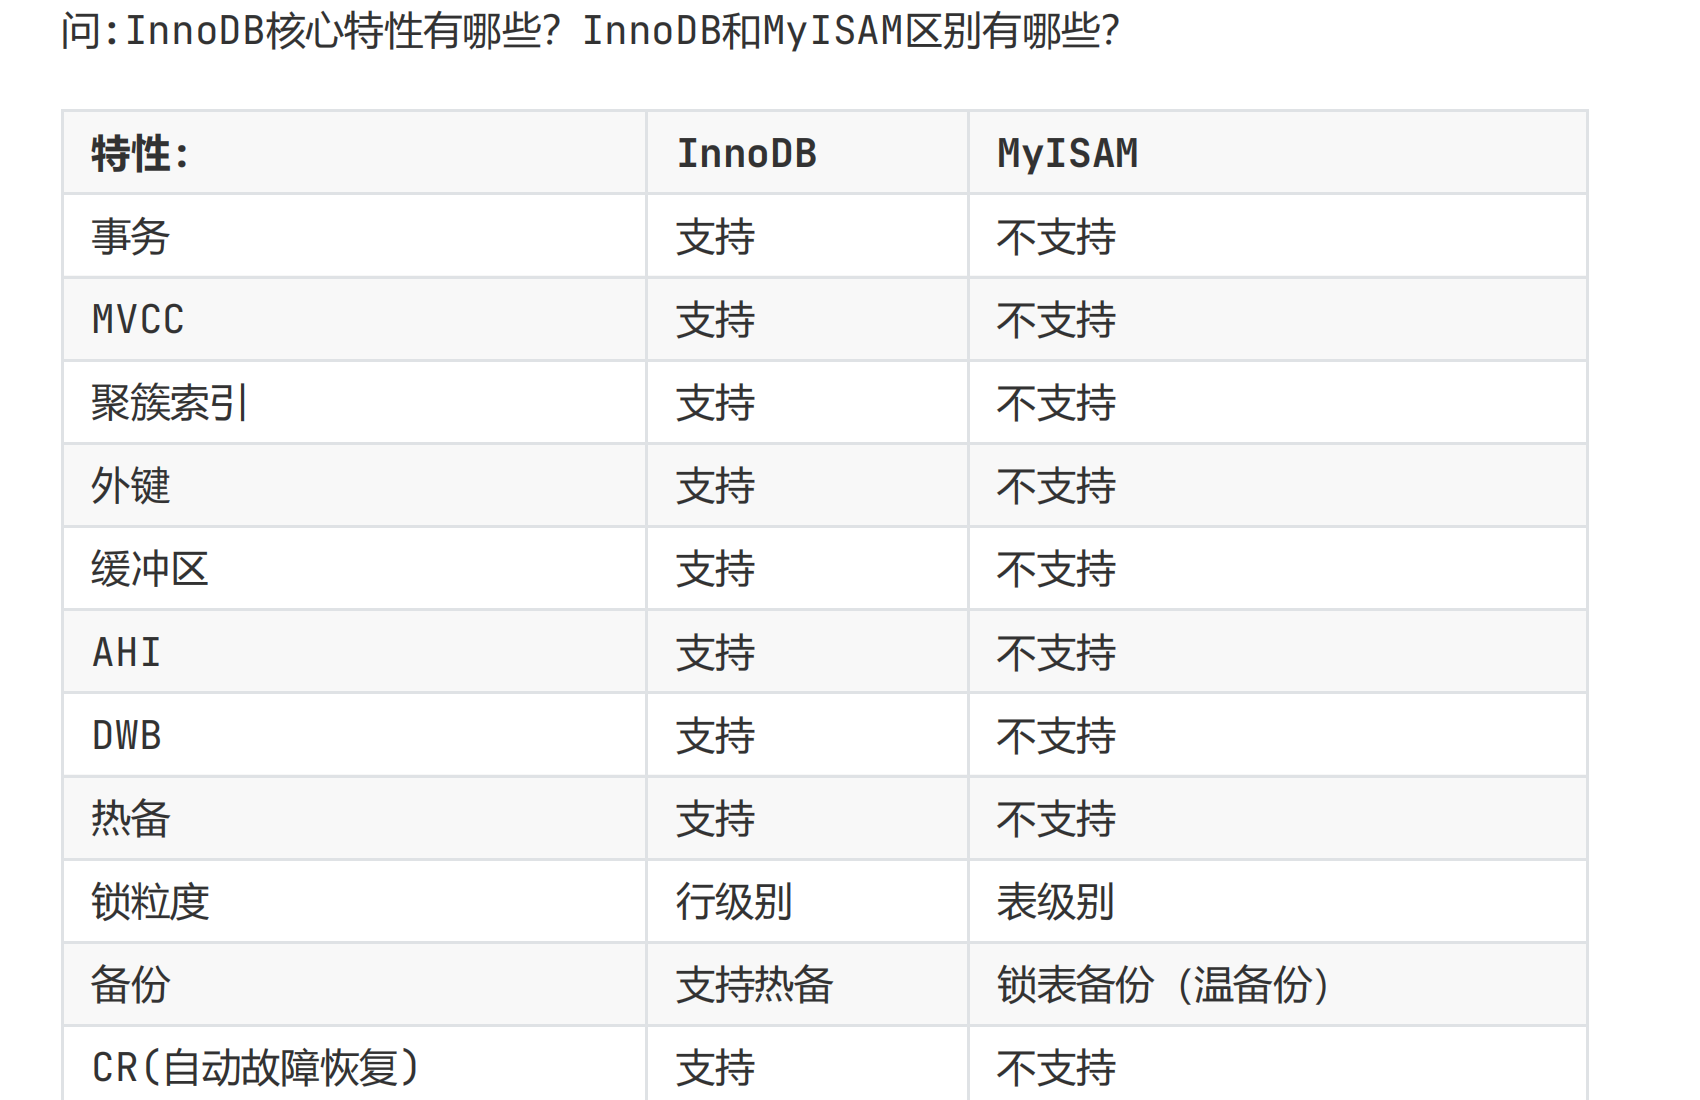 问:InnoDB核心特性有哪些？InnoDB和MyISAM区别有哪些？
特性: InnoDB MyISAM
事务 支持 不支持
MVCC 支持 不支持
聚簇索引 支持 不支持
外键 支持 不支持
缓冲区 支持 不支持
AHI 支持 不支持
DWB 支持 不支持
热备 支持 不支持
锁粒度 行级别 表级别
备份 支持热备 锁表备份（温备份）
CR(自动故障恢复) 支持 不支持